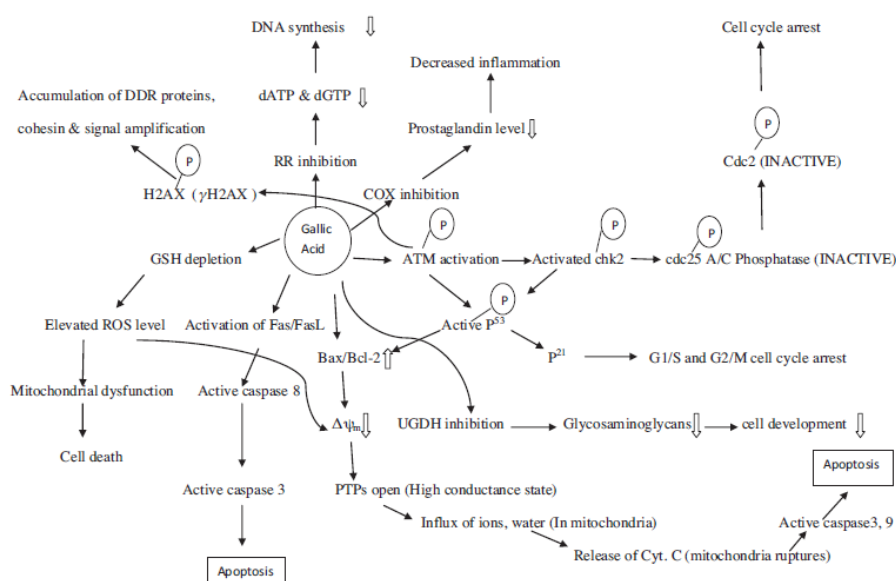 DNA synthesis ⇩
Cell cycle arrest
Decreased inflammation
Accumulation of DDR proteins,
cohesin & signal amplification
dATP & dGTP ⇩
Prostaglandin level ⇩
P
P
RR inhibition
Cdc2 (INACTIVE)
H2AX (γH2AX )
COX inhibition
Gallic
Acid
P
P
P
GSH depletion
ATM activation
Activated chk2
cdc25 A/C Phosphatase (INACTIVE)
P
Elevated ROS level
Activation of Fas/FasL
Active P⁵³
Bax/Bcl-2 ⇧
P²¹
G1/S and G2/M cell cycle arrest
Mitochondrial dysfunction
Active caspase 8
Δψₘ ⇩
UGDH inhibition
Glycosaminoglycans ⇩
cell development ⇩
Cell death
Apoptosis
Active caspase 3
PTPs open (High conductance state)
Influx of ions, water (In mitochondria)
Active caspase3, 9
Release of Cyt. C (mitochondria ruptures)
Apoptosis